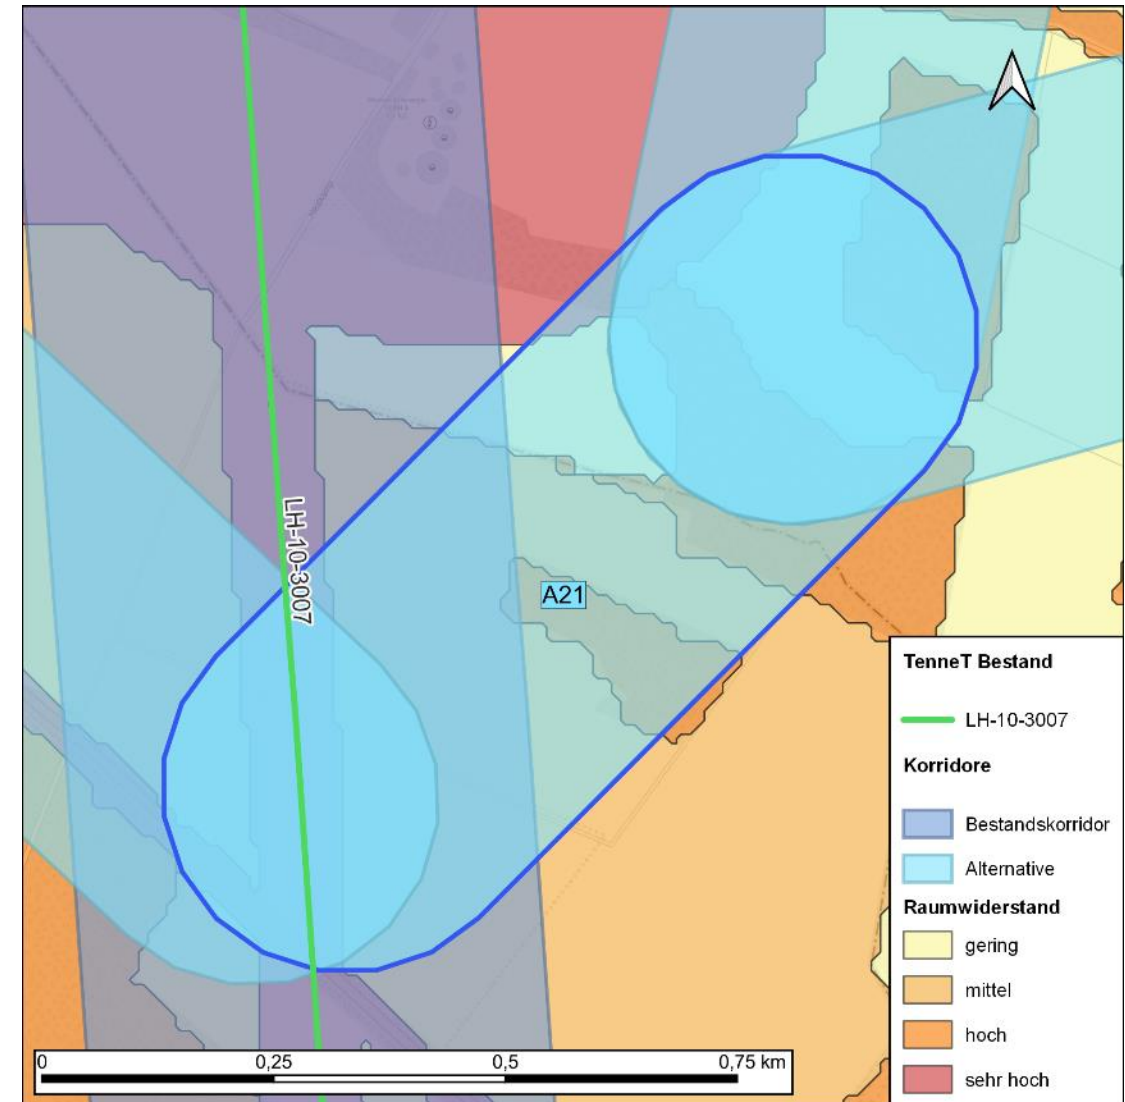 LH-10-3007
A21
TenneT Bestand
LH-10-3007
Korridore
Bestandskorridor
Alternative
Raumwiderstand
gering
mittel
hoch
sehr hoch
0 0,25 0,5 0,75 km